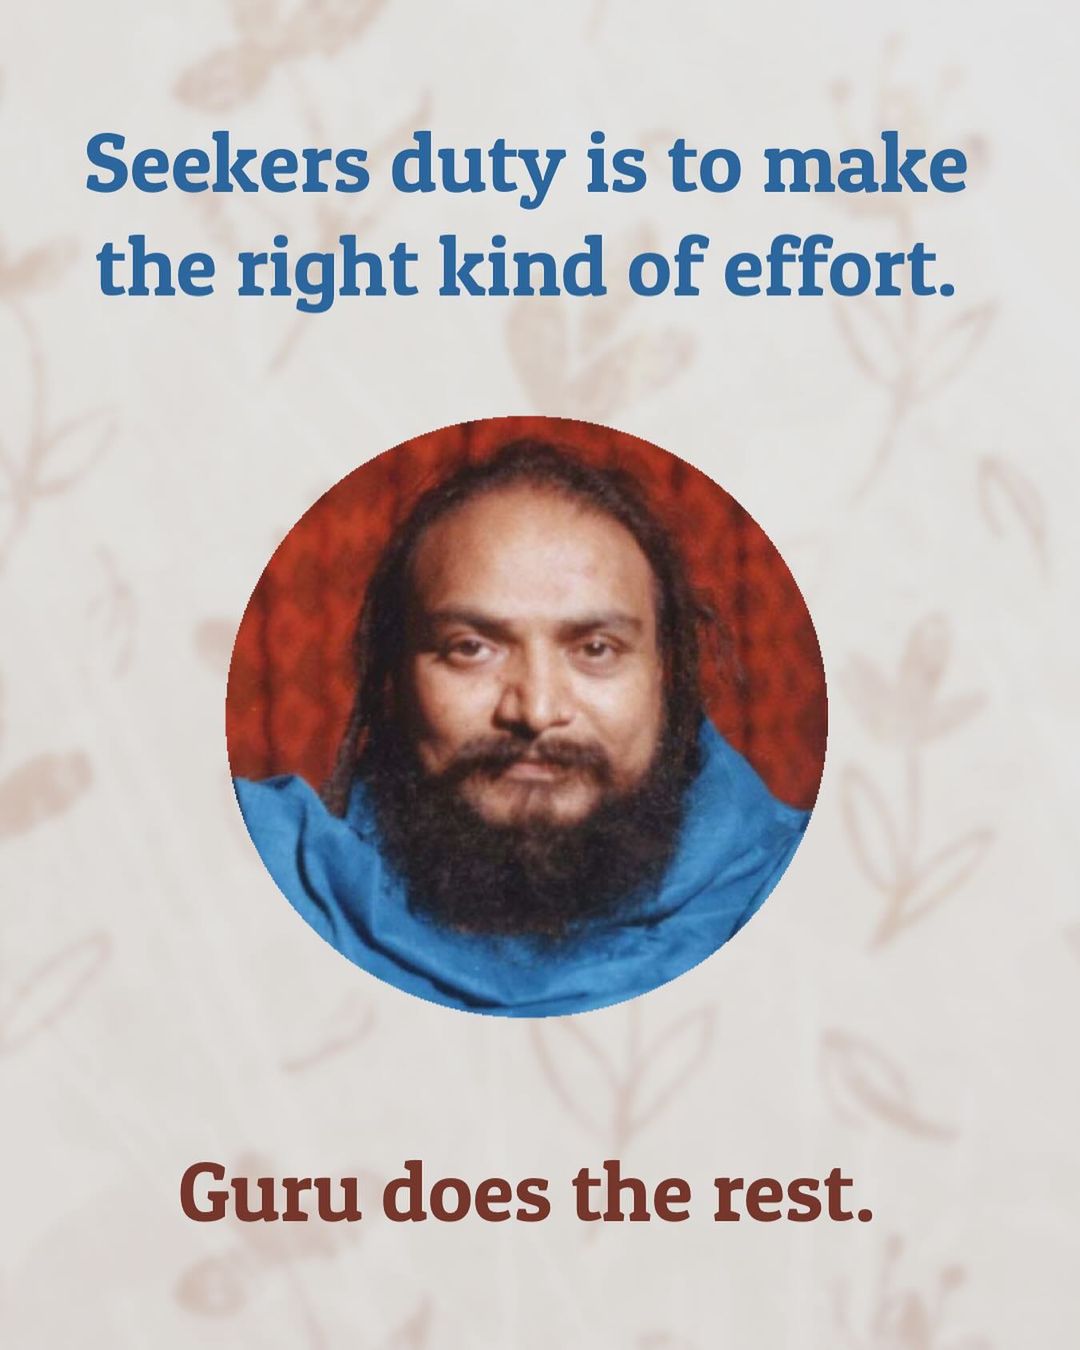 Seekers duty is to make
the right kind of effort.
Guru does the rest.